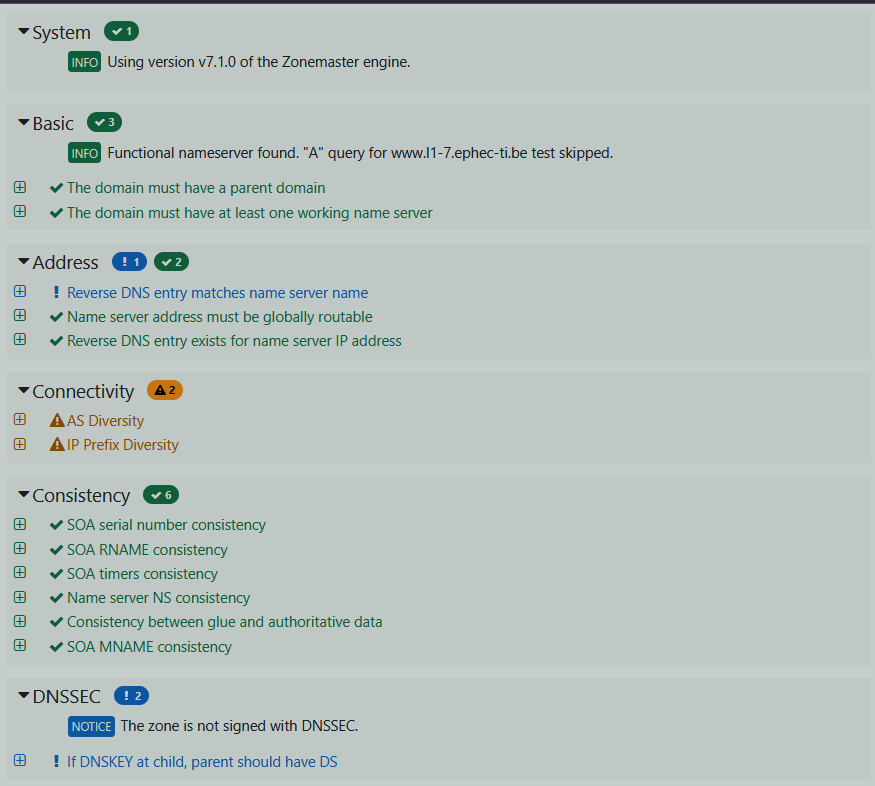 System 1
INFO Using version v7.1.0 of the Zonemaster engine.
Basic 3
INFO Functional nameserver found. "A" query for www.l1-7.ephec-ti.be test skipped.
The domain must have a parent domain
The domain must have at least one working name server
Address ! 1 2
! Reverse DNS entry matches name server name
Name server address must be globally routable
Reverse DNS entry exists for name server IP address
Connectivity 2
AS Diversity
IP Prefix Diversity
Consistency 6
SOA serial number consistency
SOA RNAME consistency
SOA timers consistency
Name server NS consistency
Consistency between glue and authoritative data
SOA MNAME consistency
DNSSEC ! 2
NOTICE The zone is not signed with DNSSEC.
! If DNSKEY at child, parent should have DS